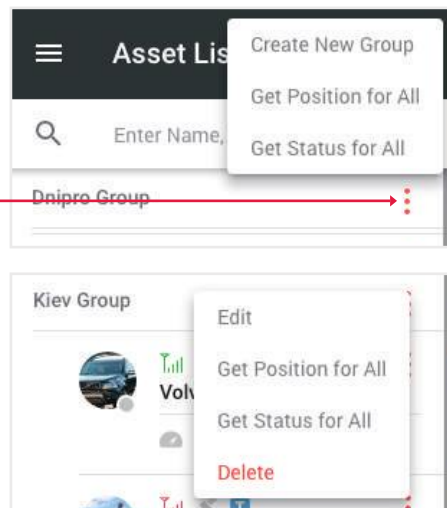 Asset Lis
Create New Group
Get Position for All
Get Status for All
Enter Name,
Dnipro Group
Kiev Group
Edit
Get Position for All
Get Status for All
Delete
Volv
T